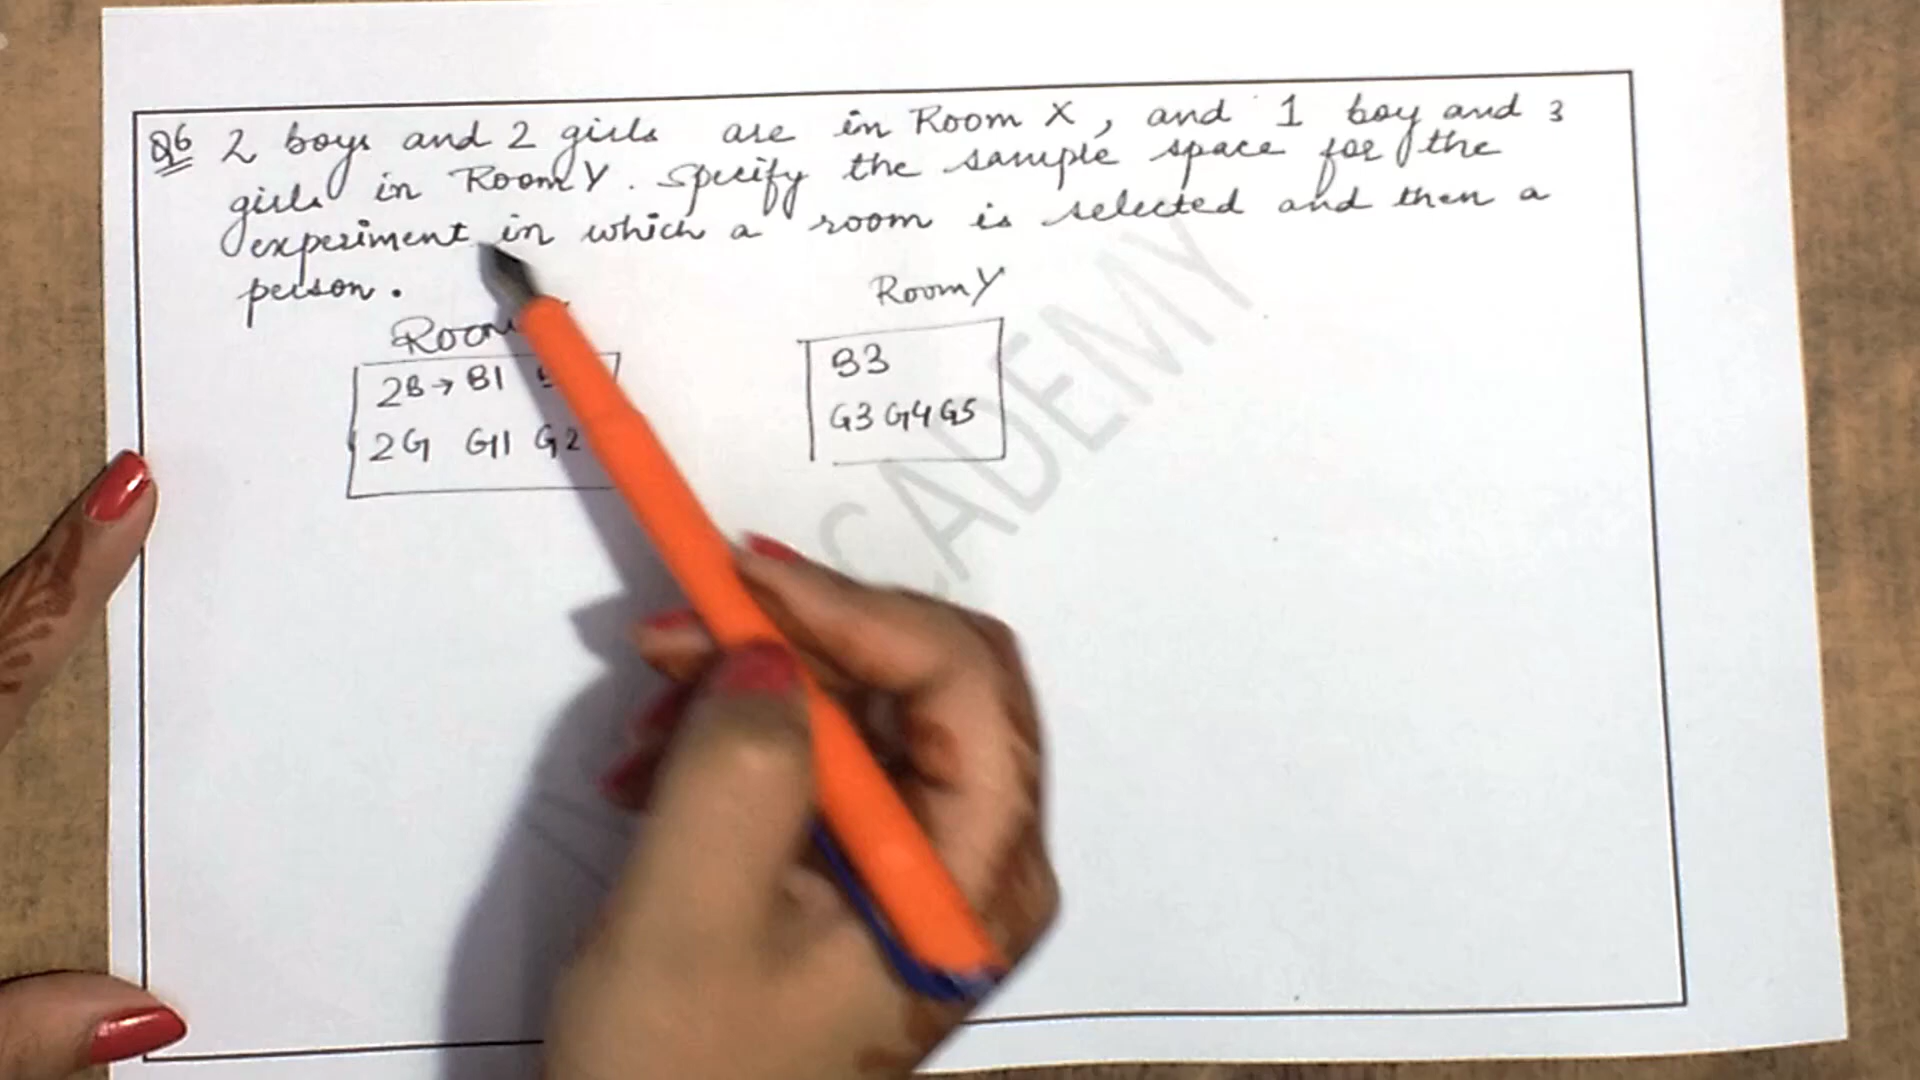 Q6 2 boys and 2 girls are in Room X, and 1 boy and 3
girls in Room Y. Specify the sample space for the
experiment in which a room is selected and then a
person.
Room Y
Room
2B → B1
2G G1 G2
B3
G3 G4 G5
CADEMY